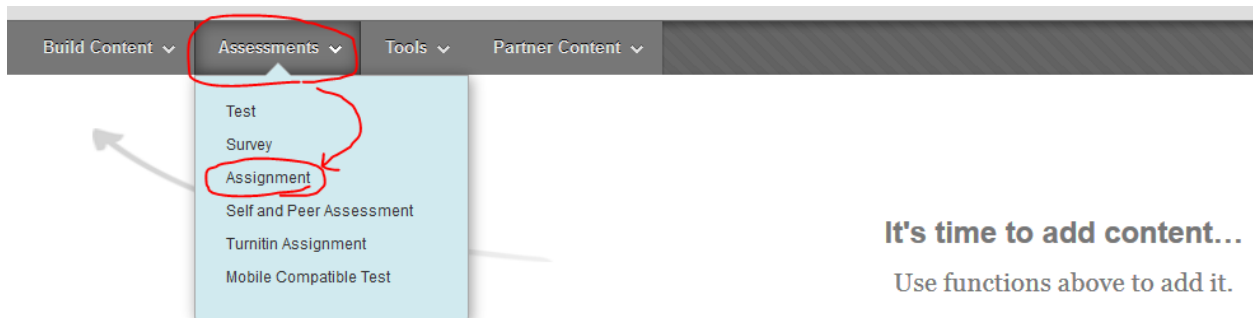 Build Content Assessments Tools Partner Content
Test
Survey
Assignment
Self and Peer Assessment
Turnitin Assignment
Mobile Compatible Test
It's time to add content...
Use functions above to add it.